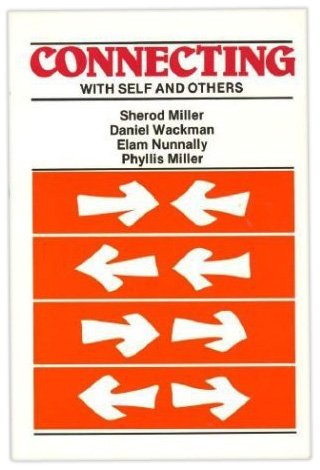 CONNECTING
WITH SELF AND OTHERS
Sherod Miller
Daniel Wackman
Elam Nunnally
Phyllis Miller